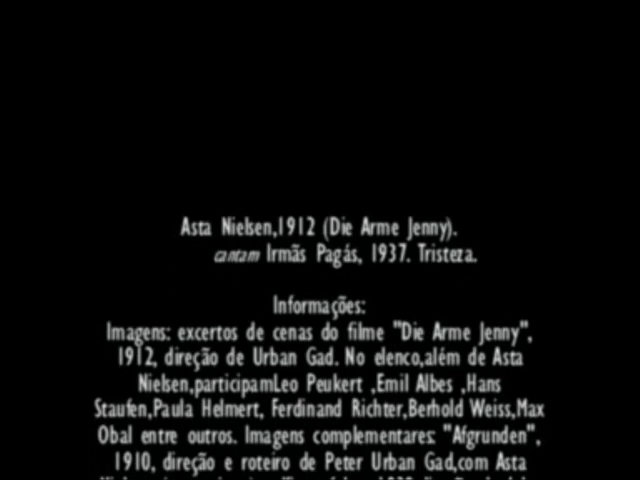 Asta Nielsen,1912 (Die Arme Jenny).
cantam Irmãs Pagás, 1937. Tristeza.
Informações:
Imagens: excertos de cenas do filme "Die Arme Jenny",
1912, direção de Urban Gad. No elenco,além de Asta
Nielsen,participamLeo Peukert ,Emil Albes ,Hans
Staufen,Paula Helmert, Ferdinand Richter,Berhold Weiss,Max
Obal entre outros. Imagens complementares: "Afgrunden",
1910, direção e roteiro de Peter Urban Gad,com Asta